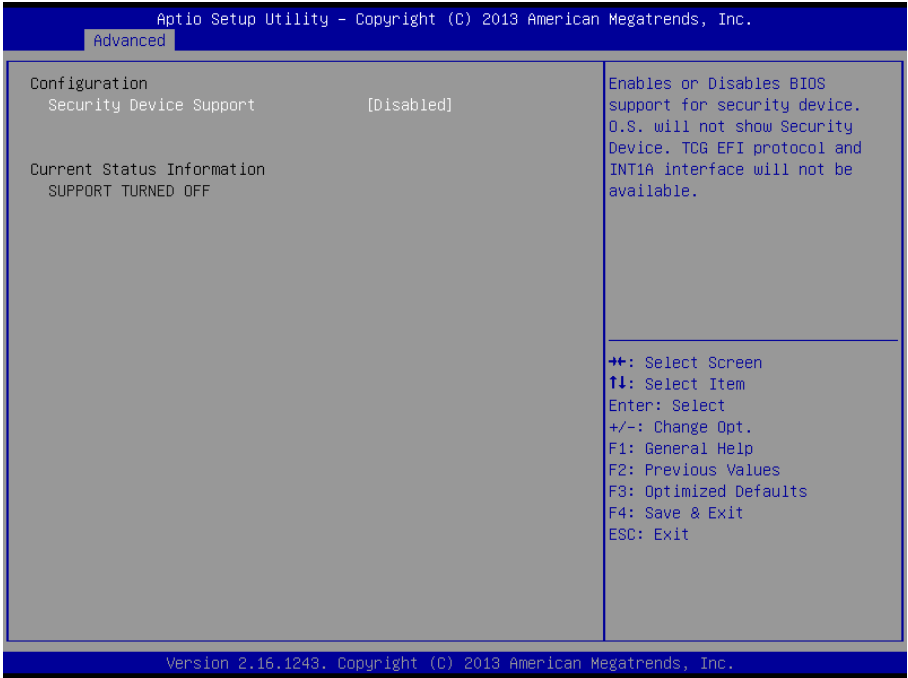 Aptio Setup Utility – Copyright (C) 2013 American Megatrends, Inc.
Advanced
Configuration
Security Device Support [Disabled]
Current Status Information
SUPPORT TURNED OFF
Enables or Disables BIOS
support for security device.
O.S. will not show Security
Device. TCG EFI protocol and
INT1A interface will not be
available.
→←: Select Screen
↑↓: Select Item
Enter: Select
+/-: Change Opt.
F1: General Help
F2: Previous Values
F3: Optimized Defaults
F4: Save & Exit
ESC: Exit
Version 2.16.1243. Copyright (C) 2013 American Megatrends, Inc.